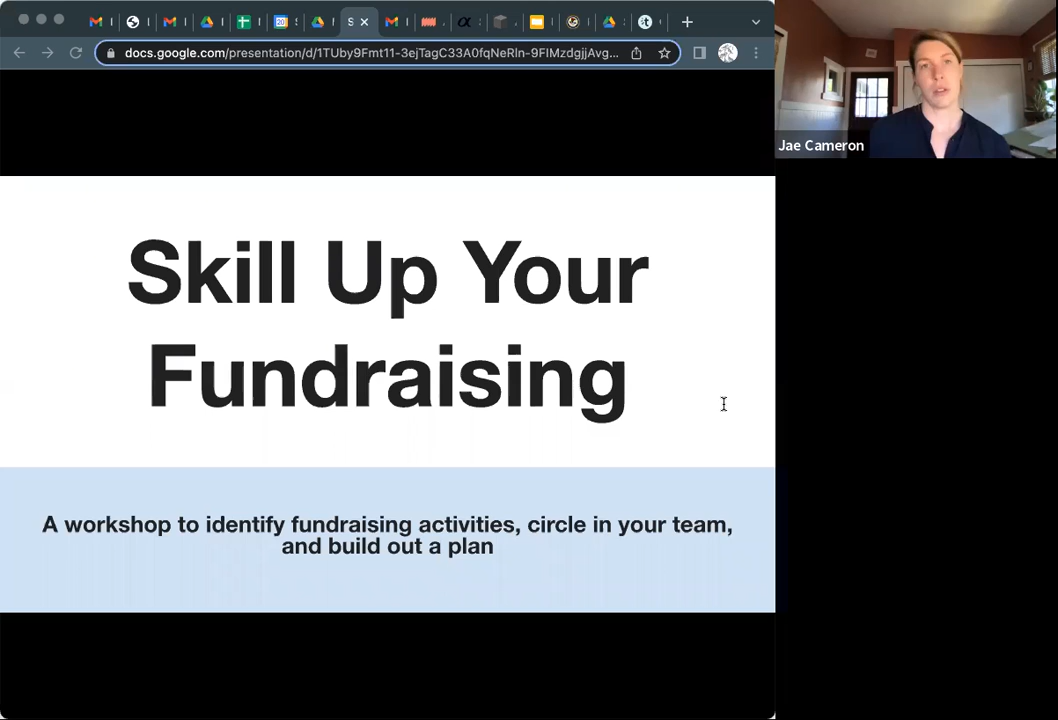 docs.google.com/presentation/d/1TUby9Fmt11-3ejTagC33A0fqNeRln-9FIMzdgjjAvg...
Jae Cameron
Skill Up Your
Fundraising
A workshop to identify fundraising activities, circle in your team,
and build out a plan